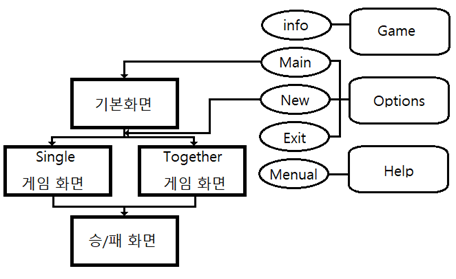 info
Game
Main
기본화면
New
Options
Exit
Single
게임 화면
Together
게임 화면
Menual
Help
승/패 화면